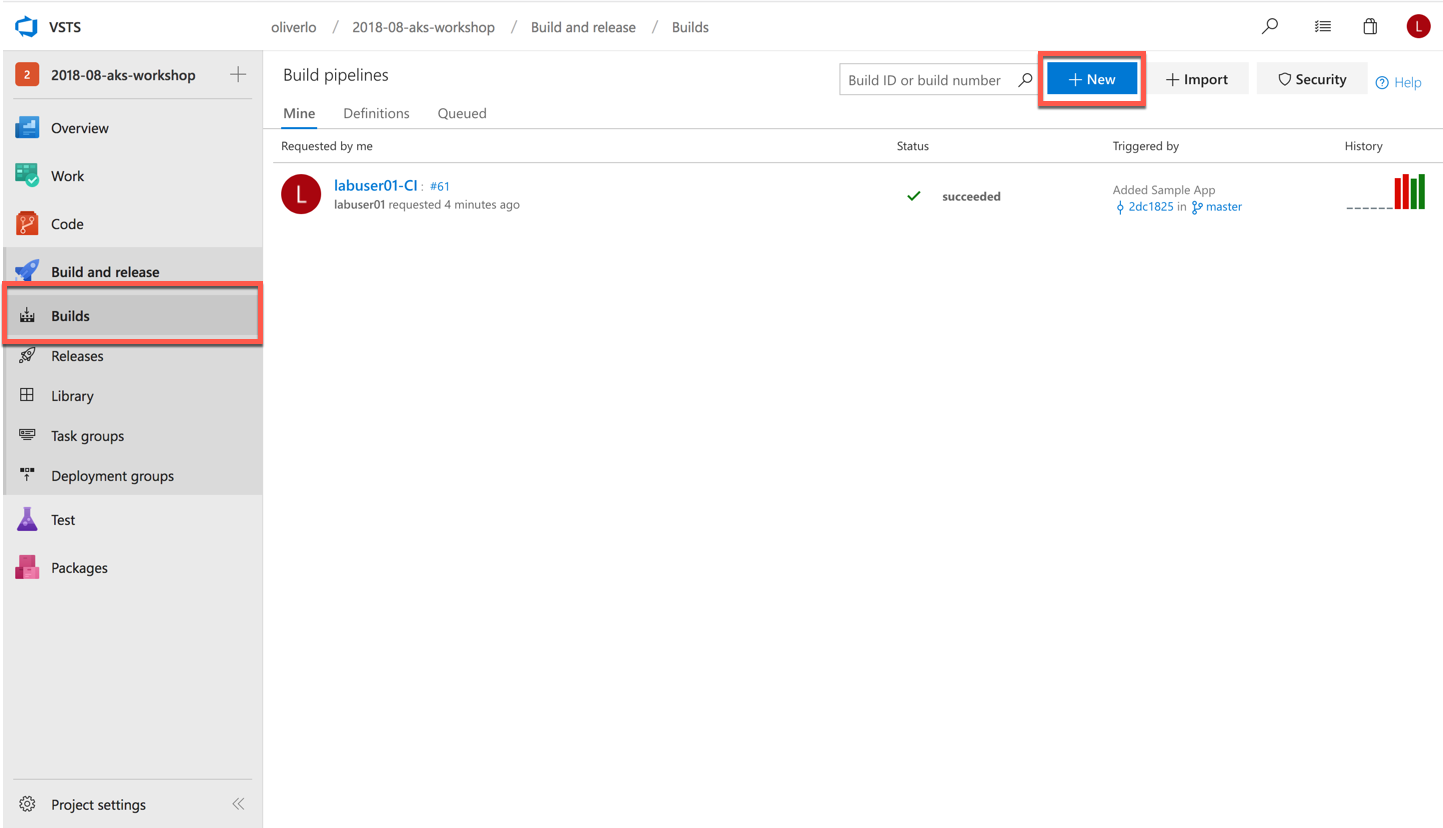 VSTS
oliverlo / 2018-08-aks-workshop / Build and release / Builds
L
2 2018-08-aks-workshop
Overview
Work
Code
Build and release
Builds
Releases
Library
Task groups
Deployment groups
Test
Packages
Project settings
Build pipelines
Build ID or build number
+ New
+ Import
Security
? Help
Mine Definitions Queued
Requested by me Status Triggered by History
L
labuser01-CI : #61
labuser01 requested 4 minutes ago
succeeded
Added Sample App
2dc1825 in master